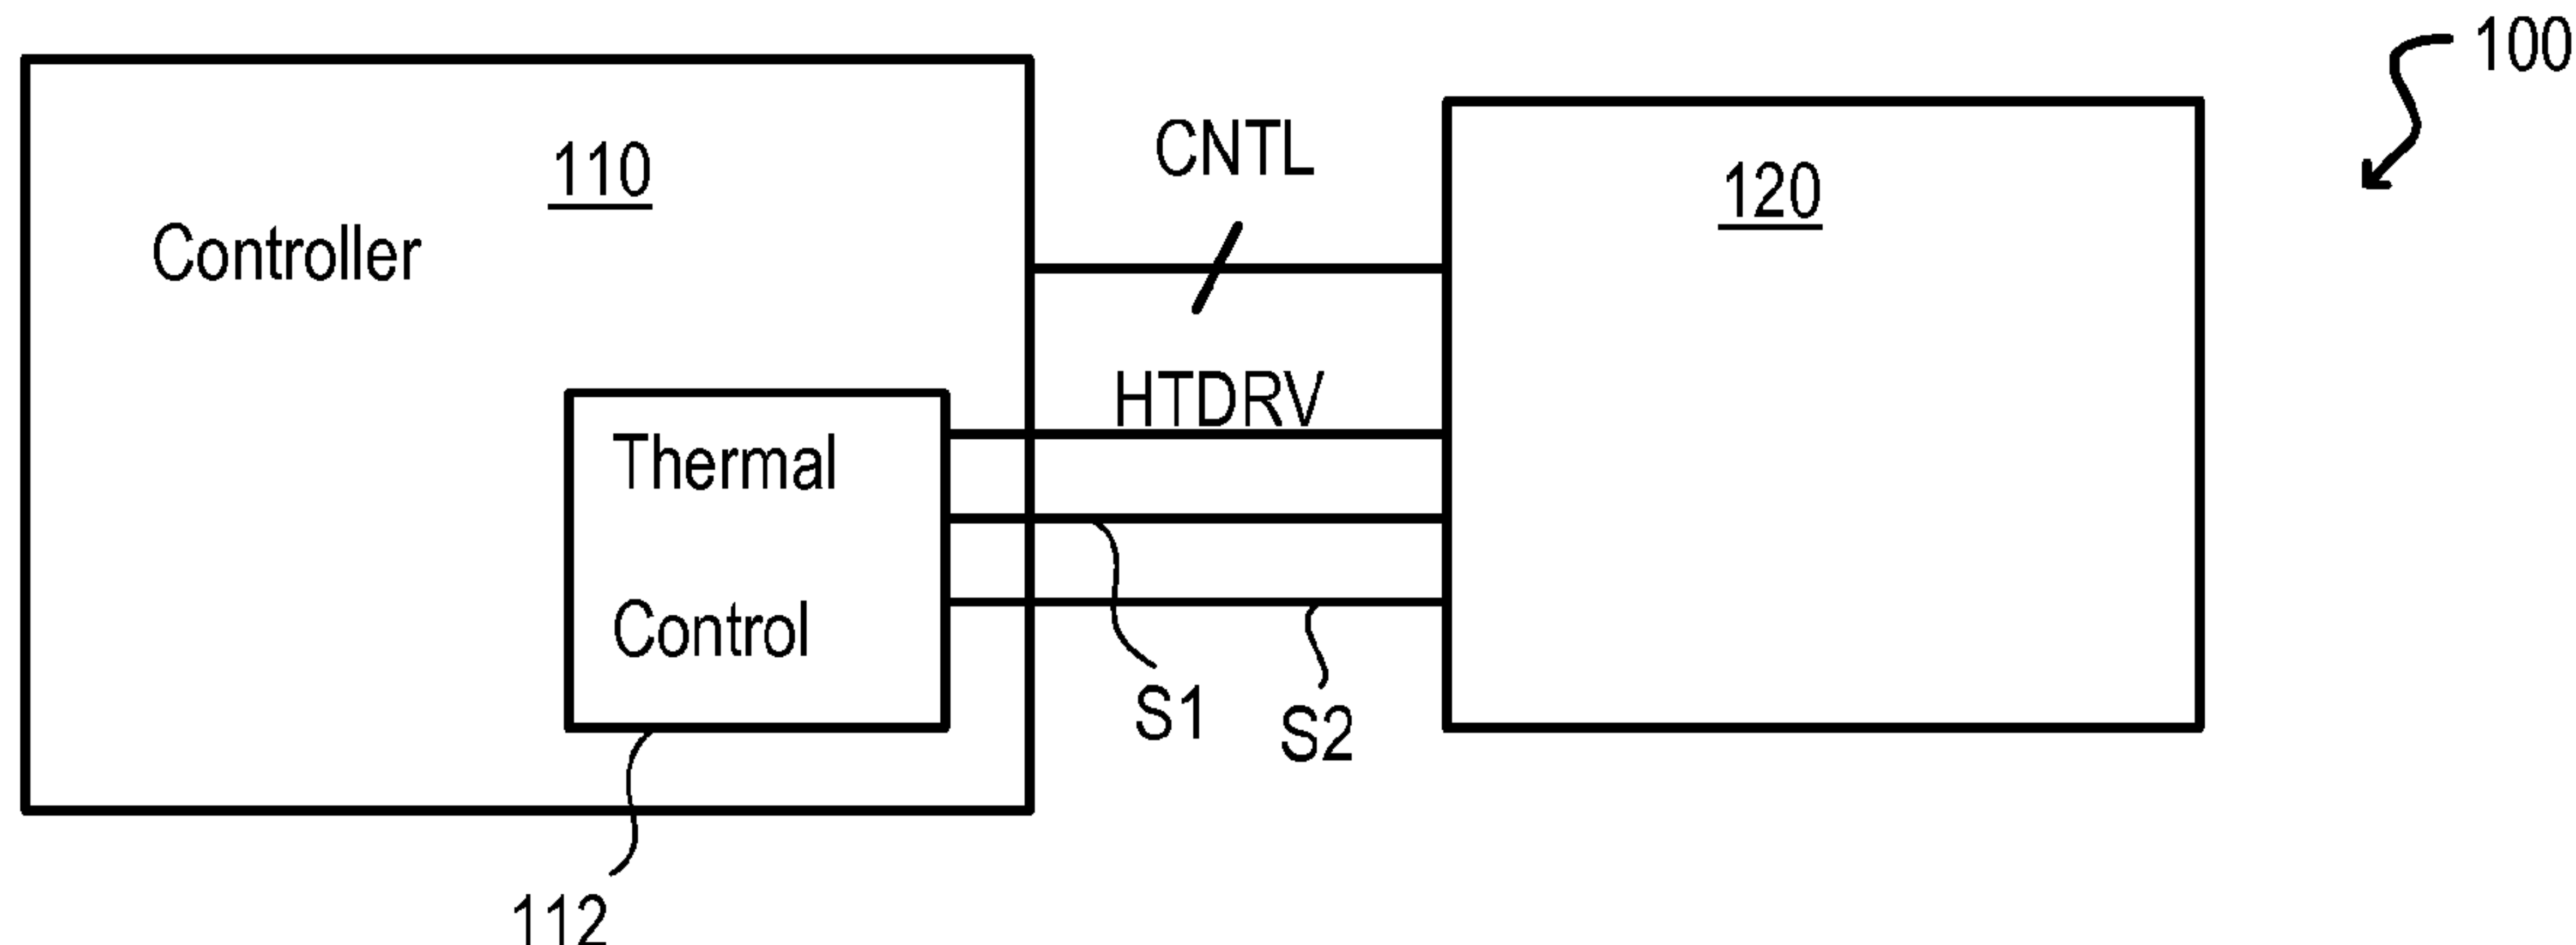 100
110
CNTL
120
Controller
HTDRV
Thermal
Control
S1
S2
112